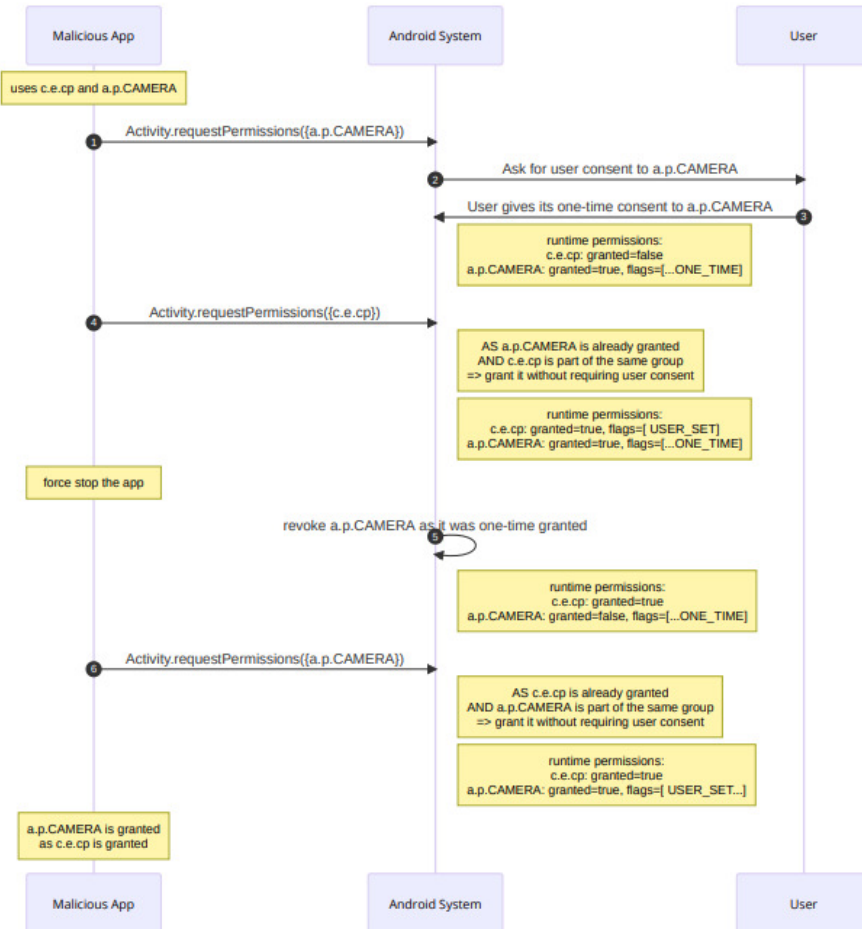 Malicious App
Android System
User
uses c.e.cp and a.p.CAMERA
1
Activity.requestPermissions({a.p.CAMERA})
2
Ask for user consent to a.p.CAMERA
User gives its one-time consent to a.p.CAMERA
3
runtime permissions:
c.e.cp: granted=false
a.p.CAMERA: granted=true, flags=[...ONE_TIME]
4
Activity.requestPermissions({c.e.cp})
AS a.p.CAMERA is already granted
AND c.e.cp is part of the same group
=> grant it without requiring user consent
runtime permissions:
c.e.cp: granted=true, flags=[ USER_SET]
a.p.CAMERA: granted=true, flags=[...ONE_TIME]
force stop the app
revoke a.p.CAMERA as it was one-time granted
5
runtime permissions:
c.e.cp: granted=true
a.p.CAMERA: granted=false, flags=[...ONE_TIME]
6
Activity.requestPermissions({a.p.CAMERA})
AS c.e.cp is already granted
AND a.p.CAMERA is part of the same group
=> grant it without requiring user consent
runtime permissions:
c.e.cp: granted=true
a.p.CAMERA: granted=true, flags=[ USER_SET...]
a.p.CAMERA is granted
as c.e.cp is granted
Malicious App
Android System
User